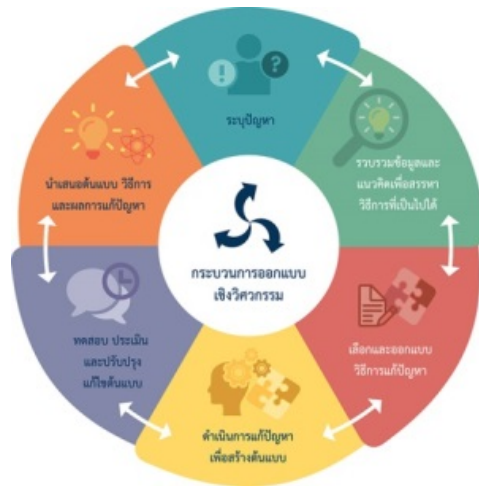 ระบุปัญหา
รวบรวมข้อมูลและ
แนวคิดเพื่อสรรหา
วิธีการที่เป็นไปได้
เลือกและออกแบบ
วิธีการแก้ปัญหา
ดำเนินการแก้ปัญหา
เพื่อสร้างต้นแบบ
ทดสอบ ประเมิน
และปรับปรุง
แก้ไขต้นแบบ
นำเสนอต้นแบบ วิธีการ
และผลการแก้ปัญหา
กระบวนการออกแบบ
เชิงวิศวกรรม